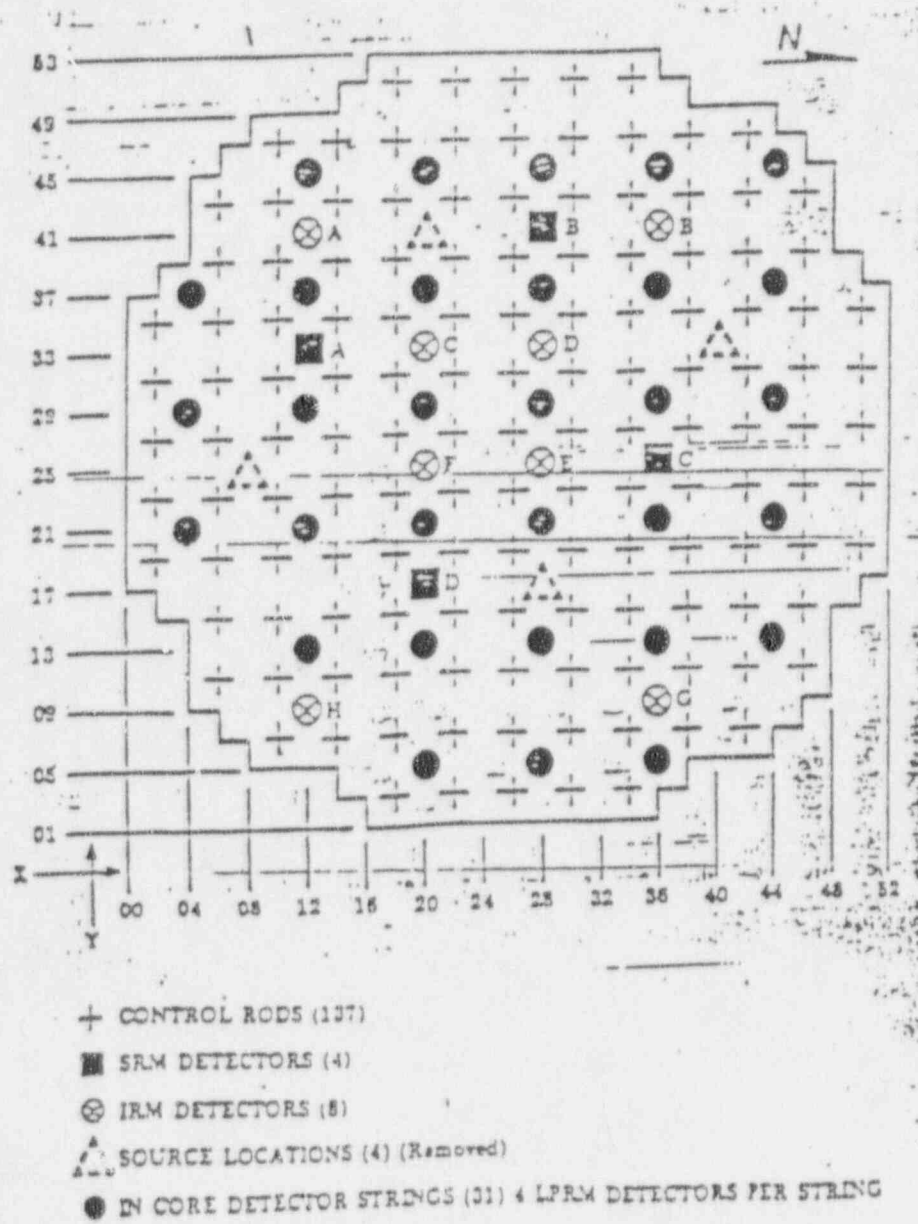 N
53
49
45
41
A
B
B
37
33
A
C
D
29
25
F
E
C
21
17
D
13
09
H
G
05
01
X
Y
00 04 08 12 16 20 24 28 32 36 40 44 48 52
CONTROL RODS (137)
SRM DETECTORS (4)
IRM DETECTORS (8)
SOURCE LOCATIONS (4) (Removed)
IN CORE DETECTOR STRINGS (31) 4 LPRM DETECTORS PER STRING